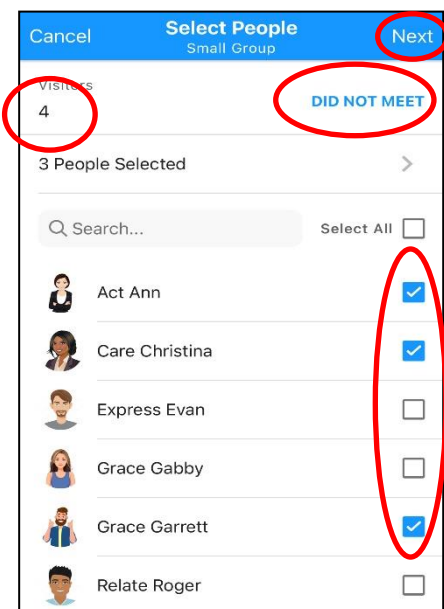 Cancel Select People Next
Small Group
Visitors
4 DID NOT MEET
3 People Selected
Search... Select All
Act Ann
Care Christina
Express Evan
Grace Gabby
Grace Garrett
Relate Roger